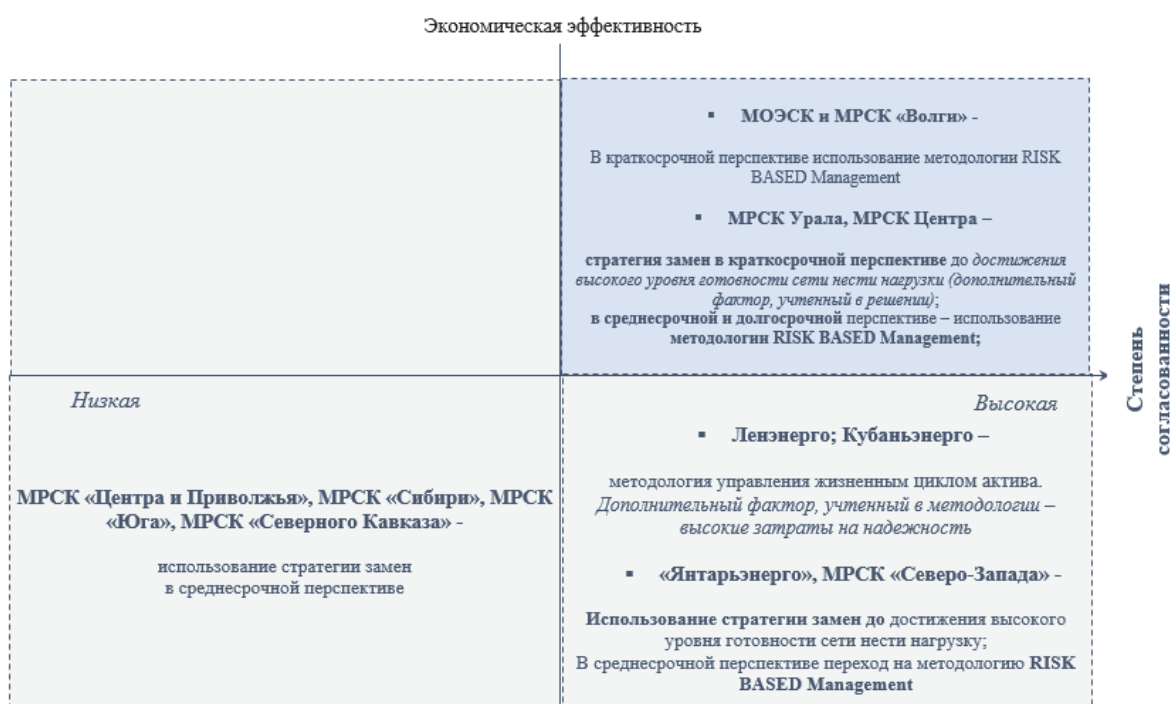 Экономическая эффективность
▪ МОЭСК и МРСК «Волги» -
В краткосрочной перспективе использование методологии RISK
BASED Management
▪ МРСК Урала, МРСК Центра –
стратегия замен в краткосрочной перспективе до достижения
высокого уровня готовности сети нести нагрузки (дополнительный
фактор, учтенный в решении);
в среднесрочной и долгосрочной перспективе – использование
методологии RISK BASED Management;
Степень
согласованности
Низкая
Высокая
МРСК «Центра и Приволжья», МРСК «Сибири», МРСК
«Юга», МРСК «Северного Кавказа» -
использование стратегии замен
в среднесрочной перспективе
▪ Ленэнерго; Кубаньэнерго –
методология управления жизненным циклом актива.
Дополнительный фактор, учтенный в методологии –
высокие затраты на надежность
▪ «Янтарьэнерго», МРСК «Северо-Запада» -
Использование стратегии замен до достижения высокого
уровня готовности сети нести нагрузку;
В среднесрочной перспективе переход на методологию RISK
BASED Management